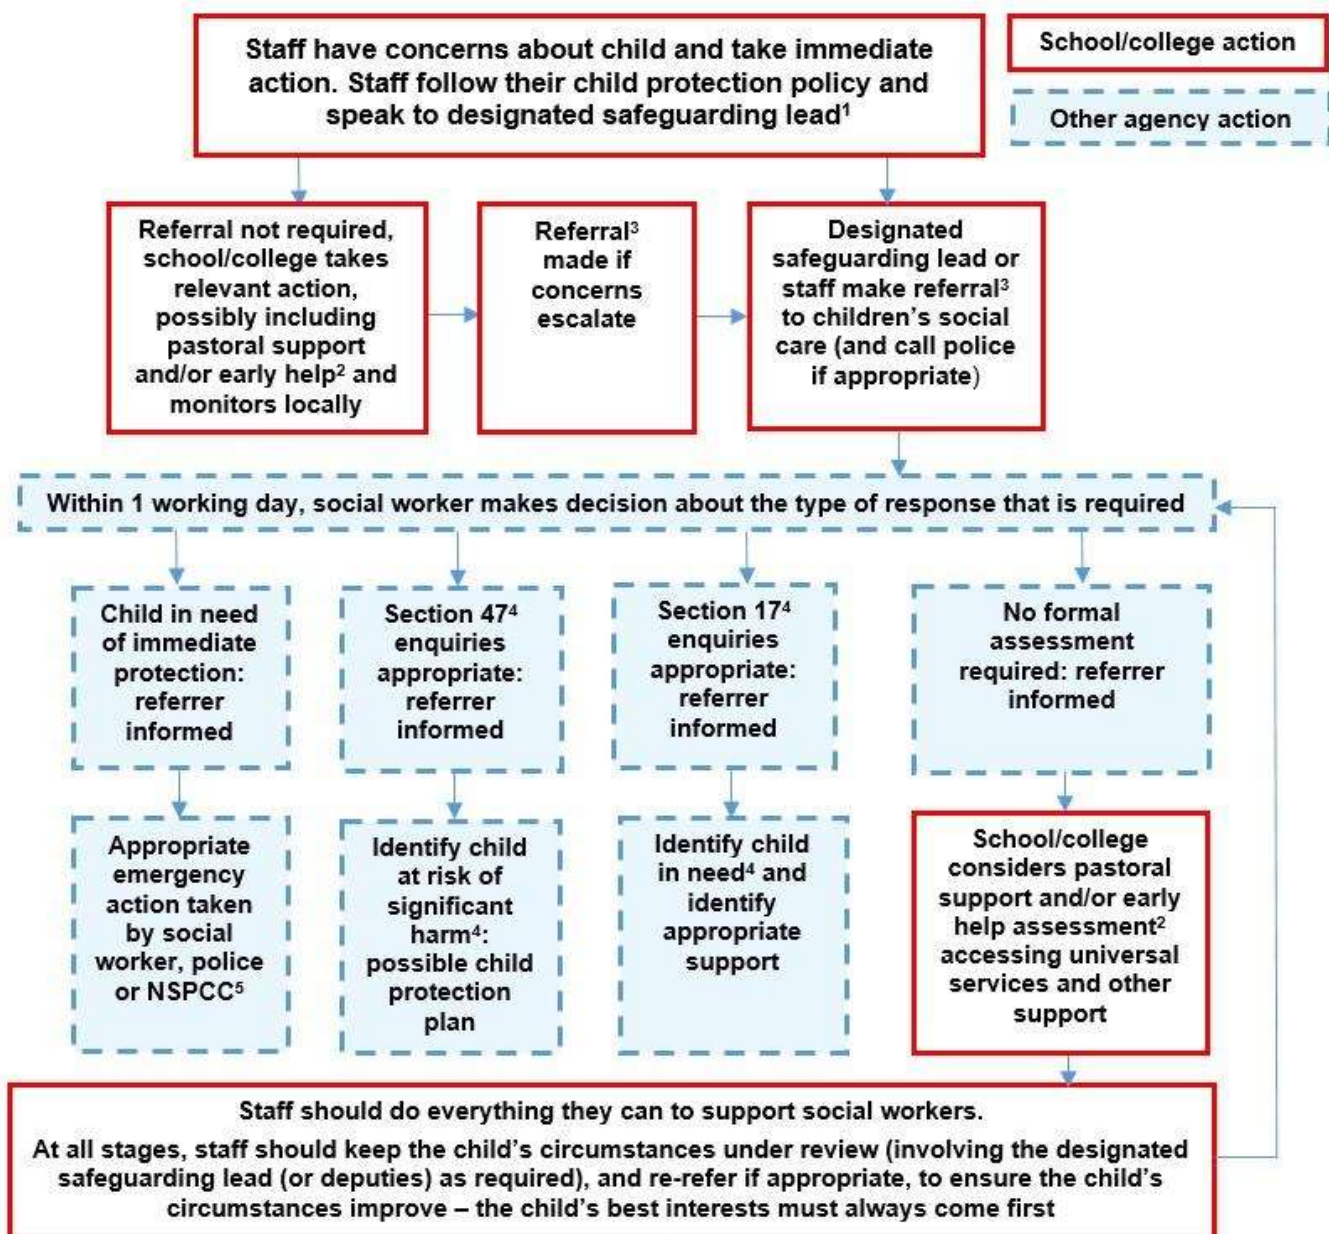 Staff have concerns about child and take immediate
action. Staff follow their child protection policy and
speak to designated safeguarding lead¹
School/college action
Other agency action
Referral not required,
school/college takes
relevant action,
possibly including
pastoral support
and/or early help² and
monitors locally
Referral³
made if
concerns
escalate
Designated
safeguarding lead or
staff make referral³
to children’s social
care (and call police
if appropriate)
Within 1 working day, social worker makes decision about the type of response that is required
Child in need
of immediate
protection:
referrer
informed
Section 47⁴
enquiries
appropriate:
referrer
informed
Section 17⁴
enquiries
appropriate:
referrer
informed
No formal
assessment
required: referrer
informed
Appropriate
emergency
action taken
by social
worker, police
or NSPCC⁵
Identify child
at risk of
significant
harm⁴:
possible child
protection
plan
Identify child
in need⁴ and
identify
appropriate
support
School/college
considers pastoral
support and/or early
help assessment²
accessing universal
services and other
support
Staff should do everything they can to support social workers.
At all stages, staff should keep the child’s circumstances under review (involving the designated
safeguarding lead (or deputies) as required), and re-refer if appropriate, to ensure the child’s
circumstances improve – the child’s best interests must always come first